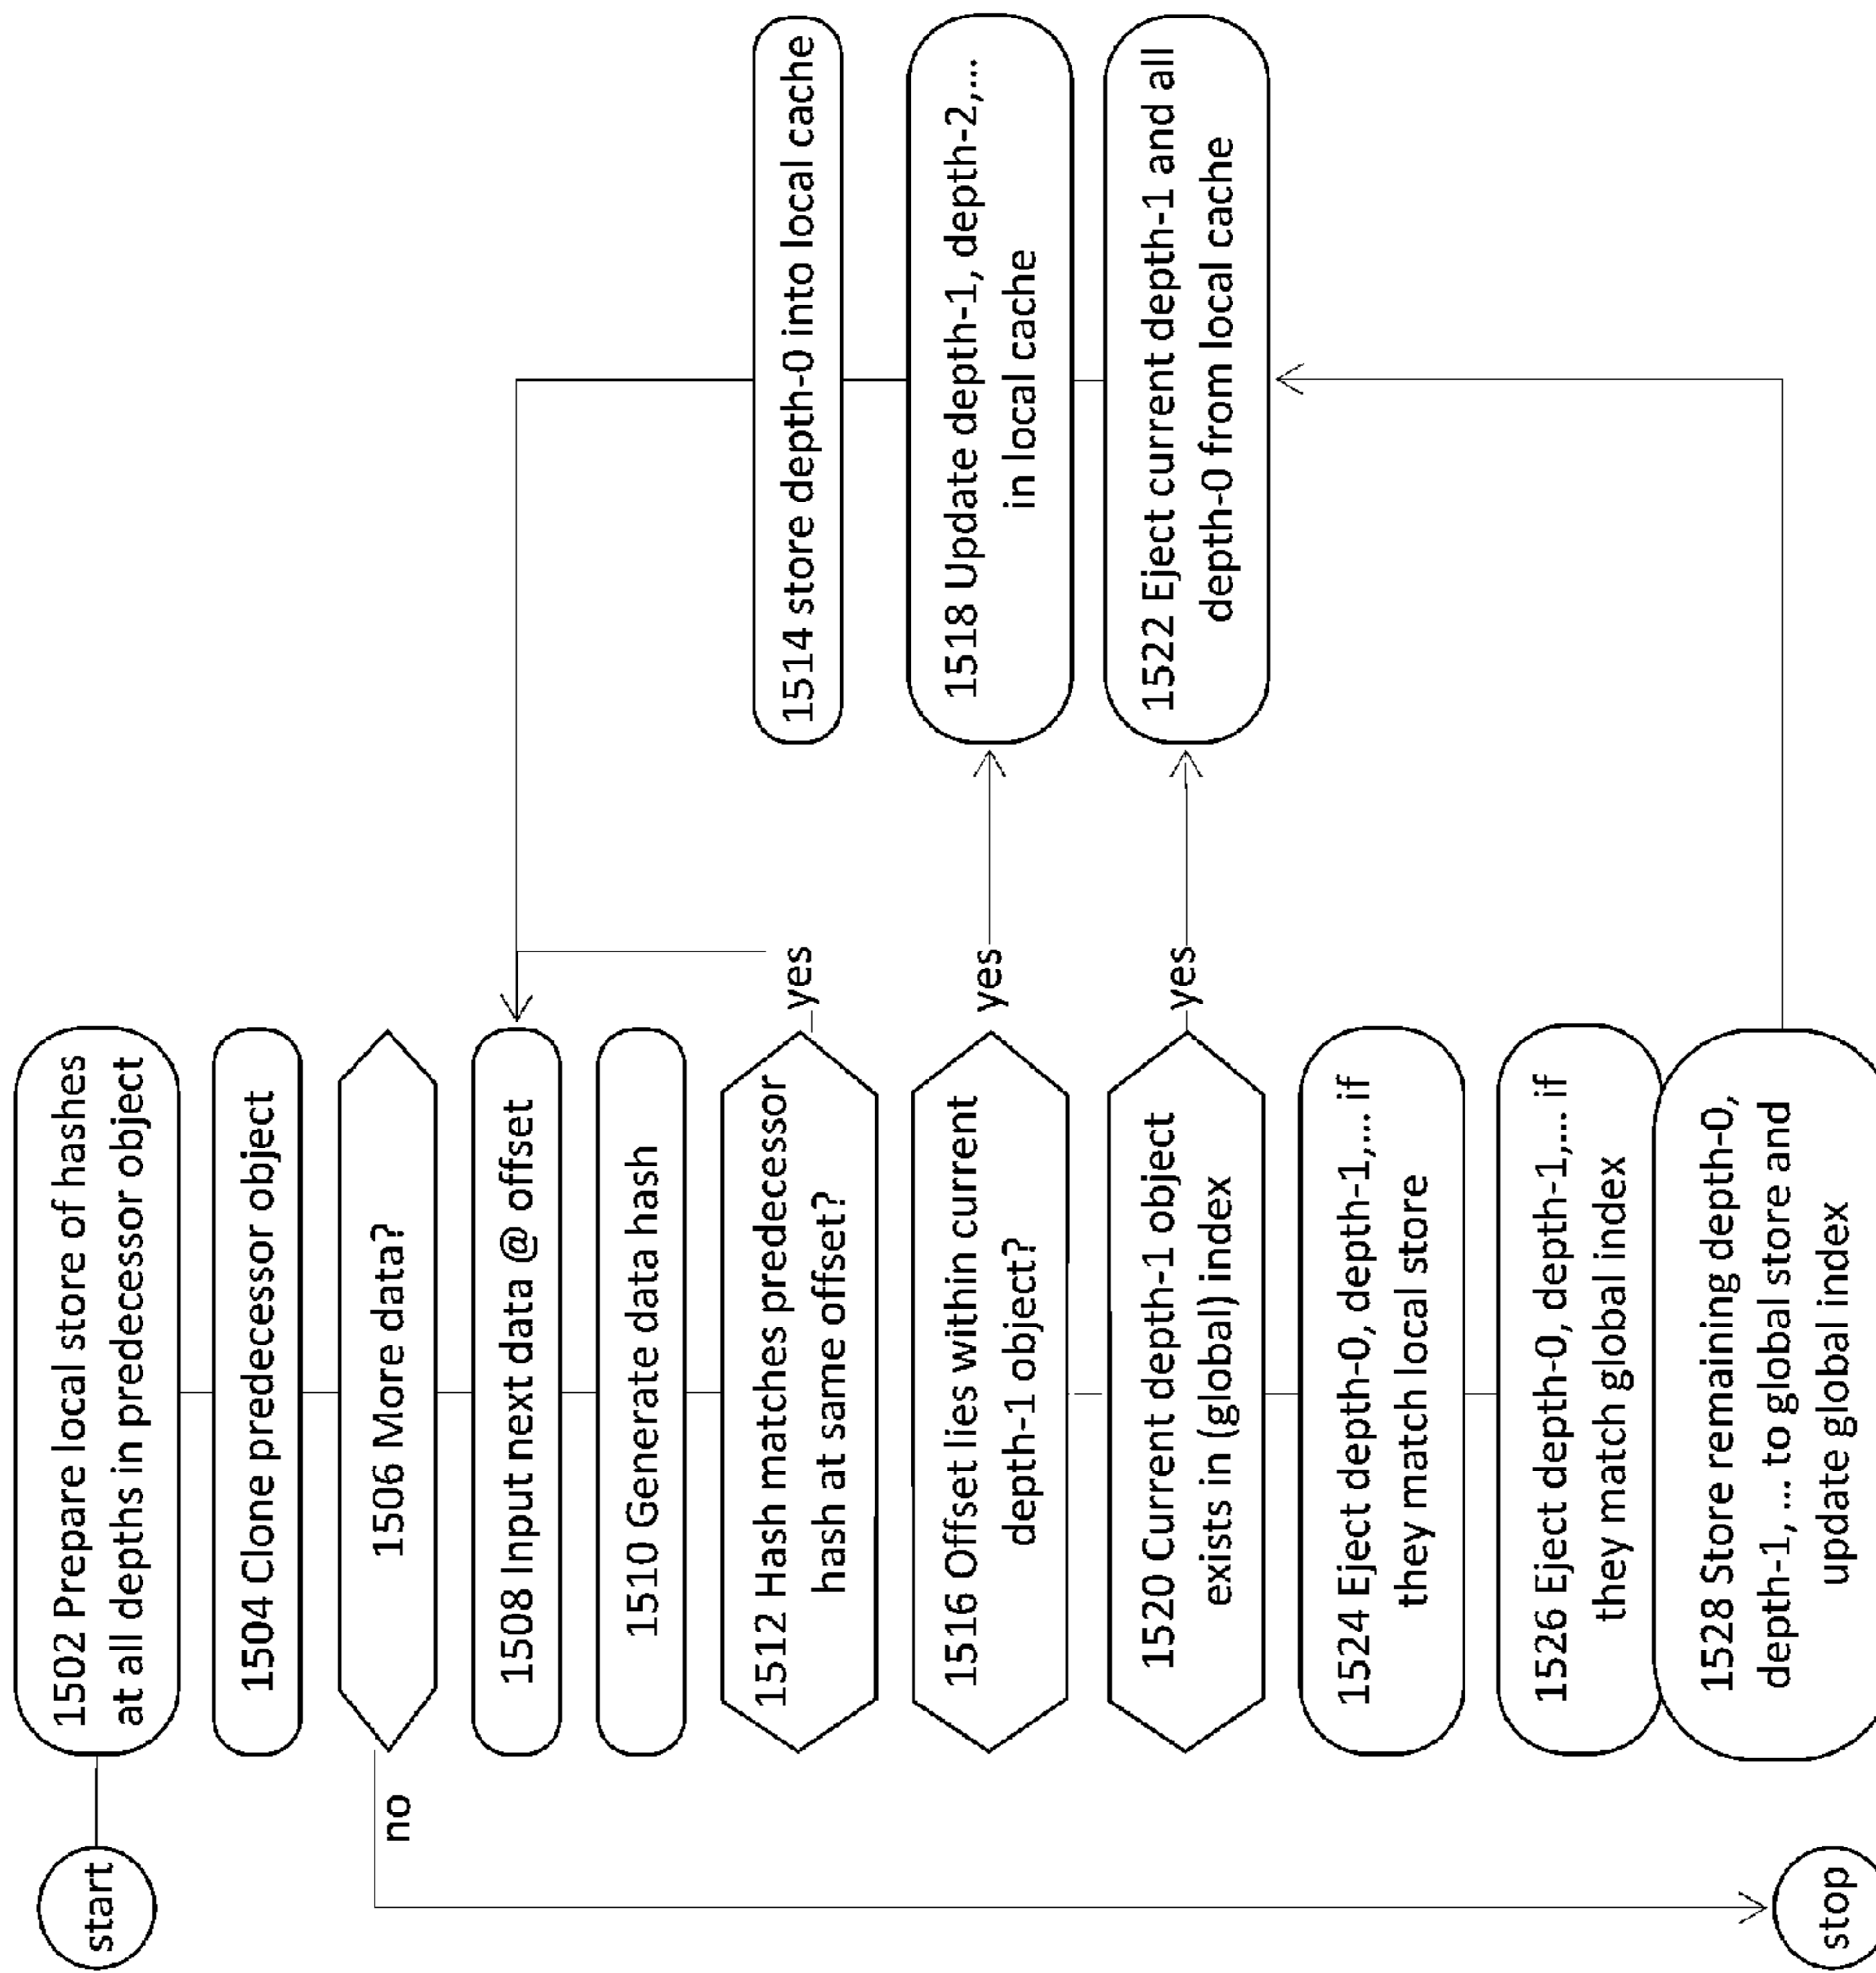 start
1502 Prepare local store of hashes
at all depths in predecessor object
1504 Clone predecessor object
1506 More data?
no
1508 Input next data @ offset
1510 Generate data hash
1512 Hash matches predecessor
hash at same offset?
yes
1514 store depth-0 into local cache
1516 Offset lies within current
depth-1 object?
yes
1518 Update depth-1, depth-2,...
in local cache
1520 Current depth-1 object
exists in (global) index
yes
1522 Eject current depth-1 and all
depth-0 from local cache
1524 Eject depth-0, depth-1,... if
they match local store
1526 Eject depth-0, depth-1,... if
they match global index
1528 Store remaining depth-0,
depth-1, ... to global store and
update global index
stop